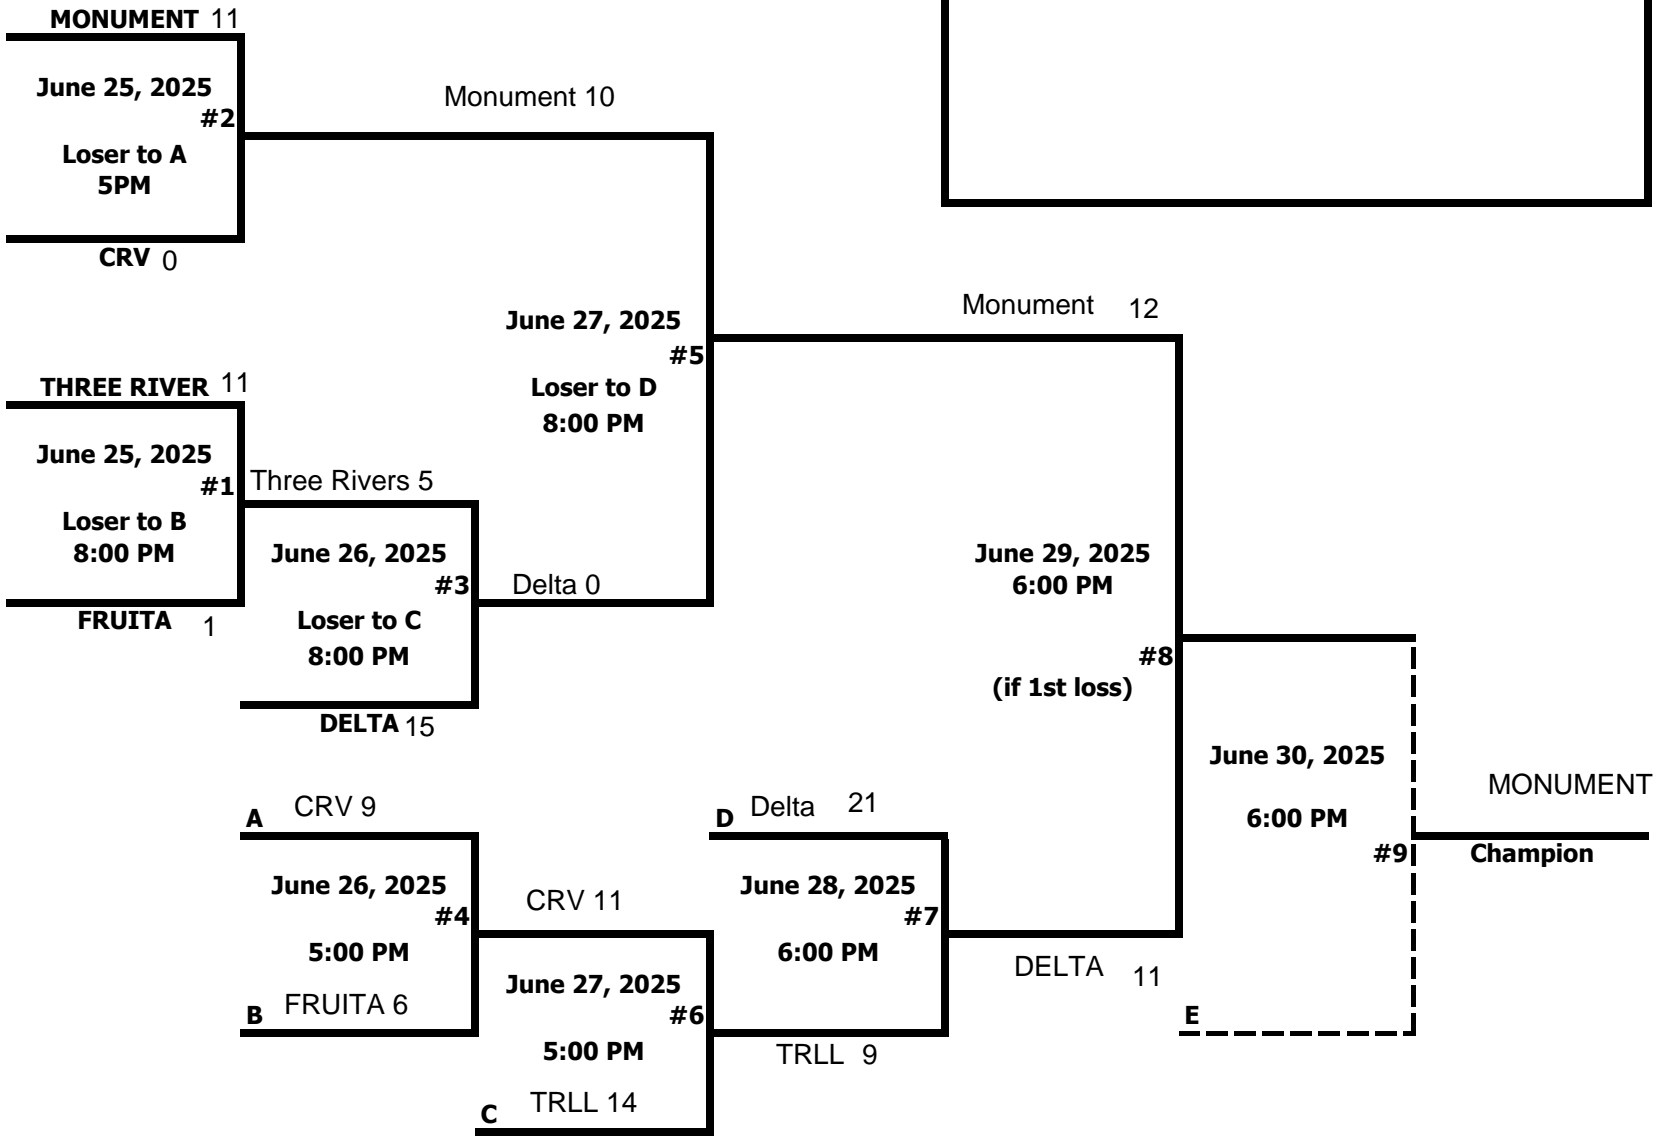 MONUMENT 11
June 25, 2025
#2
Loser to A
5PM
CRV 0
Monument 10
THREE RIVER 11
June 25, 2025
#1
Loser to B
8:00 PM
FRUITA 1
Three Rivers 5
June 26, 2025
#3
Loser to C
8:00 PM
DELTA 15
June 27, 2025
#5
Loser to D
8:00 PM
Delta 0
Monument 12
June 29, 2025
6:00 PM
#8
(if 1st loss)
A CRV 9
June 26, 2025
#4
5:00 PM
B FRUITA 6
CRV 11
June 27, 2025
#6
5:00 PM
C TRLL 14
D Delta 21
June 28, 2025
#7
6:00 PM
TRLL 9
DELTA 11
June 30, 2025
6:00 PM
#9
E
MONUMENT
Champion